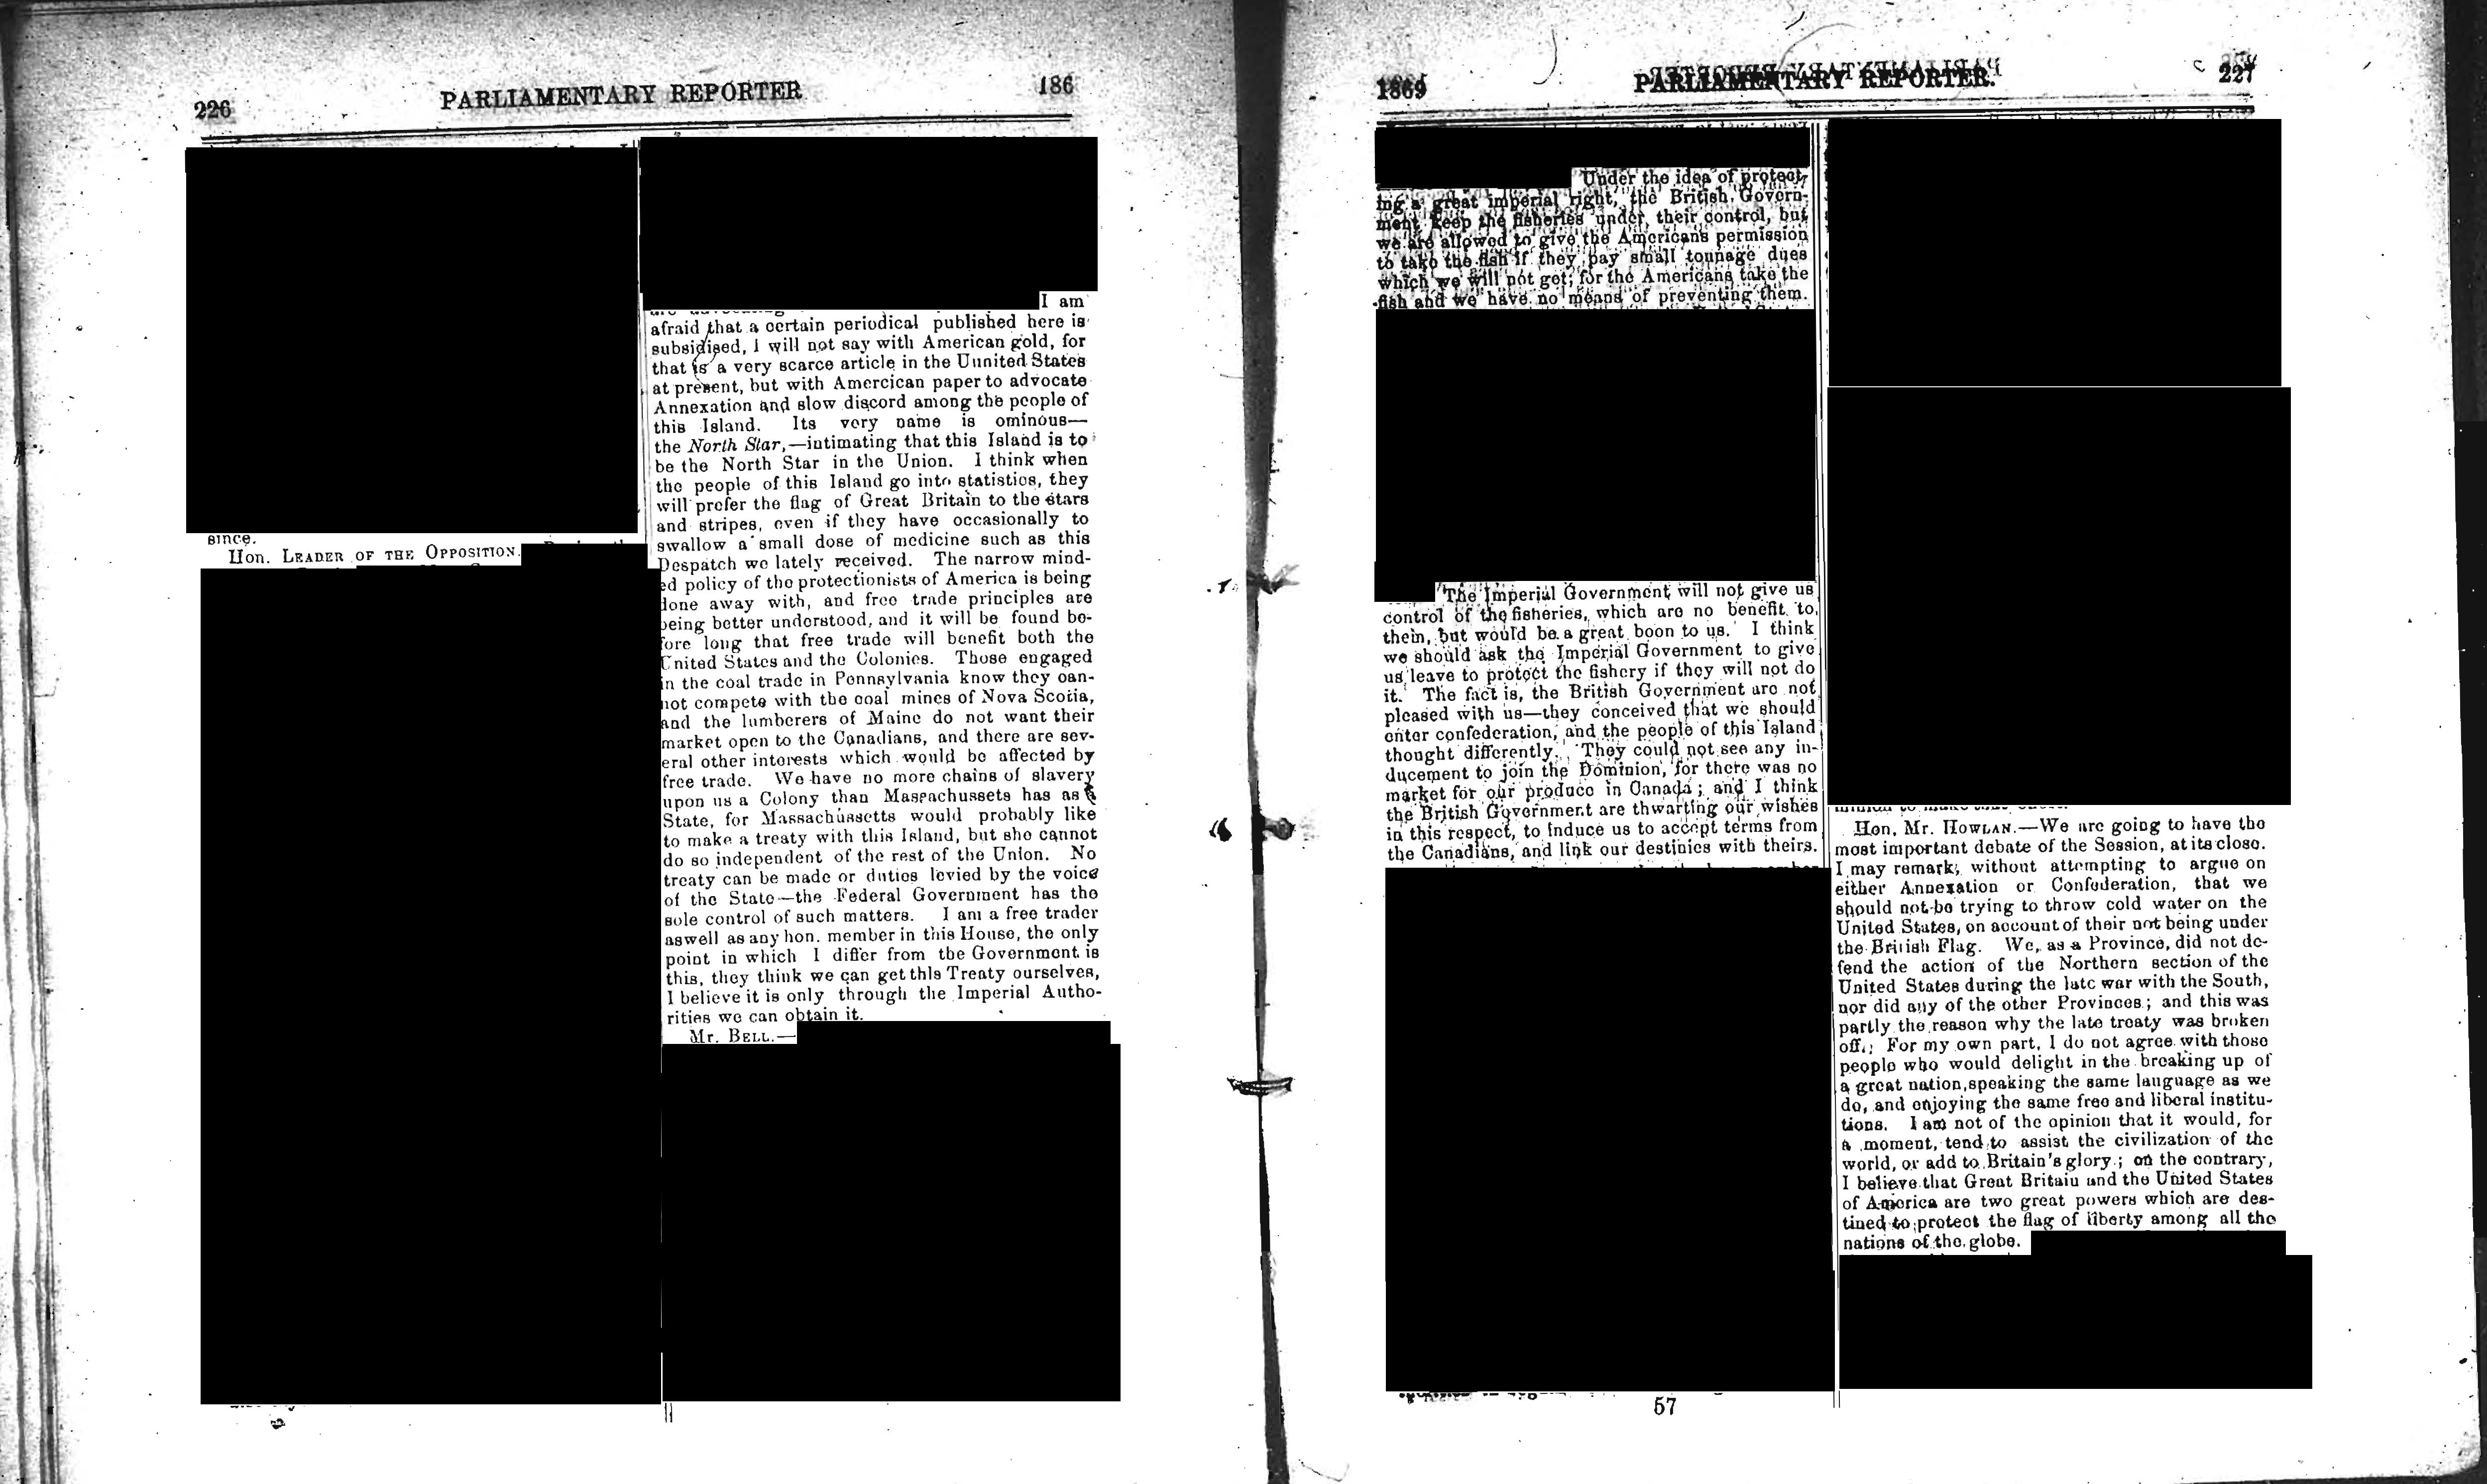 226
PARLIAMENTARY REPORTER
186
since.
Hon. LEADER OF THE OPPOSITION.
I am
afraid that a certain periodical published here is
subsidised, I will not say with American gold, for
that is a very scarce article in the Uunited States
at present, but with Amercican paper to advocate
Annexation and slow discord among the people of
this Island. Its very name is ominous—
the North Star,—intimating that this Island is to
be the North Star in the Union. I think when
the people of this Island go into statistics, they
will prefer the flag of Great Britain to the stars
and stripes, even if they have occasionally to
swallow a small dose of medicine such as this
Despatch we lately received. The narrow mind-
ed policy of the protectionists of America is being
done away with, and free trade principles are
being better understood, and it will be found be-
fore long that free trade will benefit both the
United States and the Colonies. Those engaged
in the coal trade in Pennsylvania know they can-
not compete with the coal mines of Nova Scotia,
and the lumberers of Maine do not want their
market open to the Canadians, and there are sev-
eral other interests which would be affected by
free trade. We have no more chains of slavery
upon us a Colony than Massachussets has as a
State, for Massachussetts would probably like
to make a treaty with this Island, but she cannot
do so independent of the rest of the Union. No
treaty can be made or duties levied by the voice
of the State—the Federal Government has the
sole control of such matters. I am a free trader
aswell as any hon. member in this House, the only
point in which I differ from the Government is
this, they think we can get this Treaty ourselves,
I believe it is only through the Imperial Autho-
rities we can obtain it.
Mr. BELL.—
1869
PARLIAMENTARY REPORTER.
227
Under the idea of protect-
ing a great imperial right, the British Govern-
ment keep the fisheries under their control, but
we are allowed to give the Americans permission
to take the fish if they pay small tonnage dues
which we will not get; for the Americans take the
fish and we have no means of preventing them.
The Imperial Government will not give us
control of the fisheries, which are no benefit to
them, but would be a great boon to us. I think
we should ask the Imperial Government to give
us leave to protect the fishery if they will not do
it. The fact is, the British Government are not
pleased with us—they conceived that we should
enter confederation, and the people of this Island
thought differently. They could not see any in-
ducement to join the Dominion, for there was no
market for our produce in Canada; and I think
the British Government are thwarting our wishes
in this respect, to induce us to accept terms from
the Canadians, and link our destinies with theirs.
57
Hon. Mr. HOWLAN.—We are going to have the
most important debate of the Session, at its close.
I may remark, without attempting to argue on
either Annexation or Confederation, that we
should not be trying to throw cold water on the
United States, on account of their not being under
the British Flag. We, as a Province, did not de-
fend the action of the Northern section of the
United States during the late war with the South,
nor did any of the other Provinces; and this was
partly the reason why the late treaty was broken
off. For my own part, I do not agree with those
people who would delight in the breaking up of
a great nation, speaking the same language as we
do, and enjoying the same free and liberal institu-
tions. I am not of the opinion that it would, for
a moment, tend to assist the civilization of the
world, or add to Britain's glory; on the contrary,
I believe that Great Britain and the United States
of America are two great powers which are des-
tined to protect the flag of liberty among all the
nations of the globe.